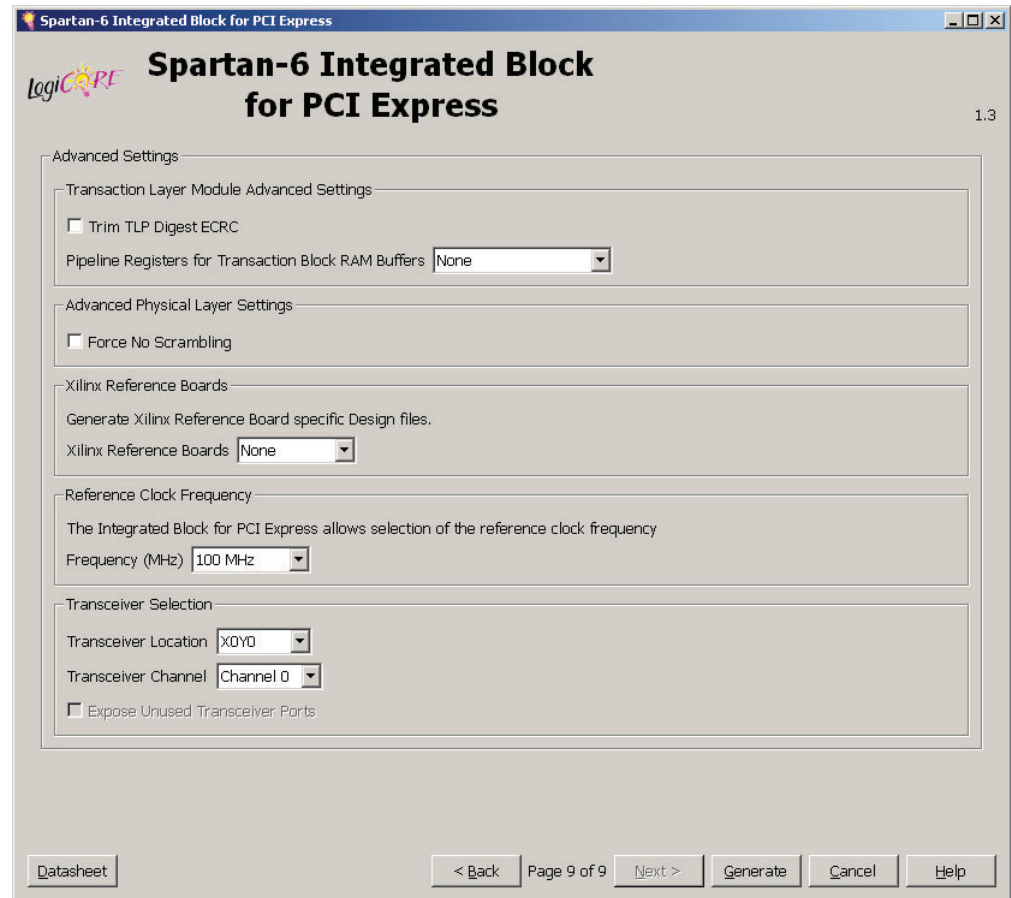 Spartan-6 Integrated Block for PCI Express
LogiCORE
Spartan-6 Integrated Block
for PCI Express
1.3
Advanced Settings
Transaction Layer Module Advanced Settings
Trim TLP Digest ECRC
Pipeline Registers for Transaction Block RAM Buffers None
Advanced Physical Layer Settings
Force No Scrambling
Xilinx Reference Boards
Generate Xilinx Reference Board specific Design files.
Xilinx Reference Boards None
Reference Clock Frequency
The Integrated Block for PCI Express allows selection of the reference clock frequency
Frequency (MHz) 100 MHz
Transceiver Selection
Transceiver Location X0Y0
Transceiver Channel Channel 0
Expose Unused Transceiver Ports
Datasheet < Back Page 9 of 9 Next > Generate Cancel Help